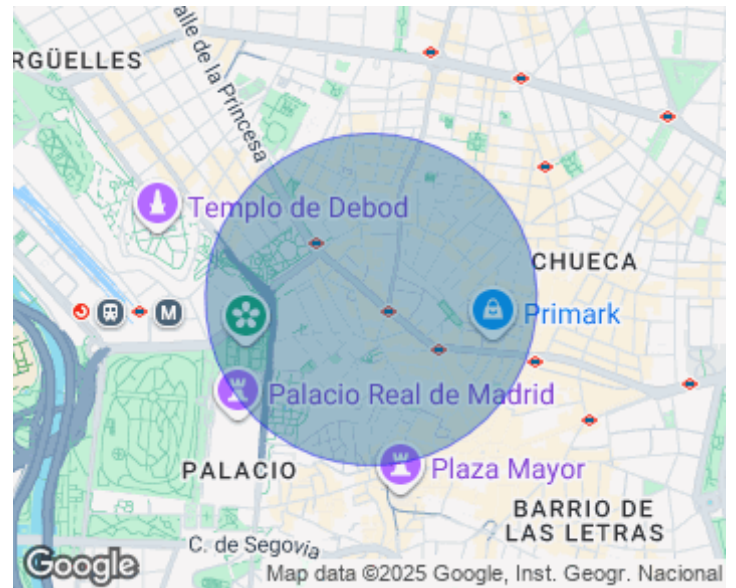 RGÜELLES
alle de la Princesa
Templo de Debod
CHUECA
M
Primark
Palacio Real de Madrid
PALACIO
Plaza Mayor
BARRIO DE
LAS LETRAS
C. de Segovia
Google
Map data ©2025 Google, Inst. Geogr. Nacional